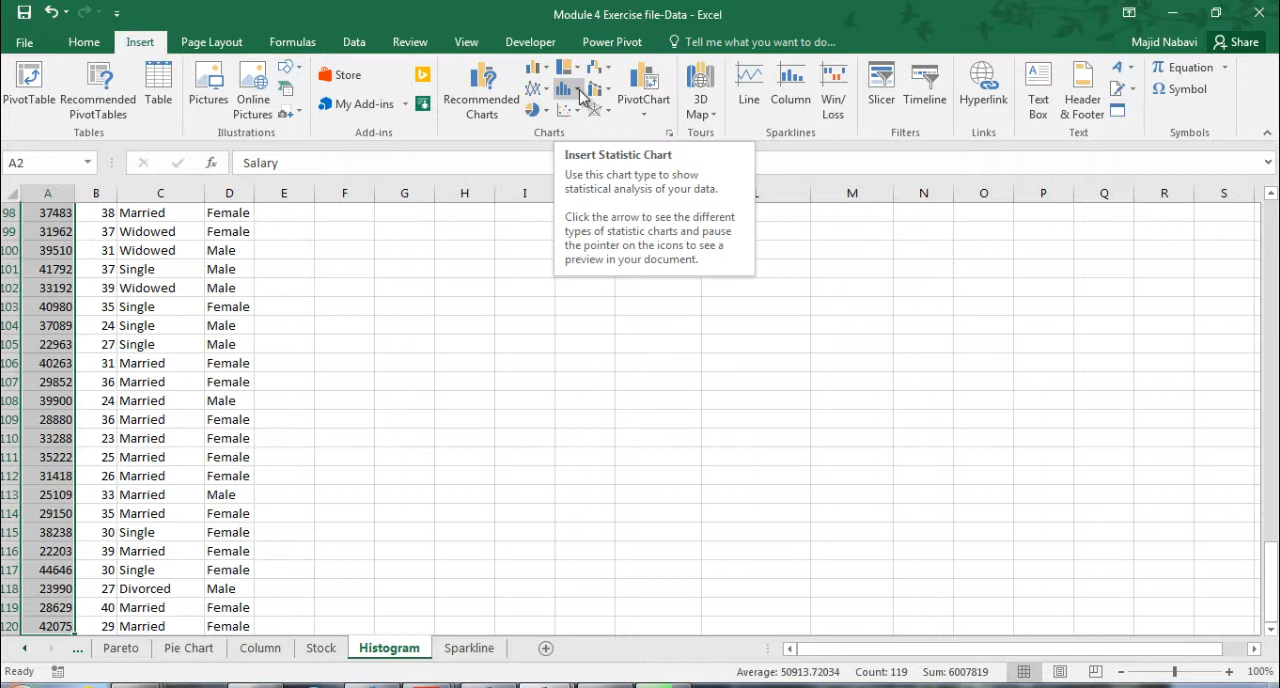 Module 4 Exercise file-Data - Excel
File Home Insert Page Layout Formulas Data Review View Developer Power Pivot Tell me what you want to do... Majid Nabavi Share
PivotTable Recommended PivotTables Table Pictures Online Pictures Store My Add-ins Recommended Charts PivotChart 3D Map Line Column Win/Loss Slicer Timeline Hyperlink Text Box Header & Footer Equation Symbol
Tables Illustrations Add-ins Charts Tours Sparklines Filters Links Text Symbols
A2 fx Salary
Insert Statistic Chart
Use this chart type to show
statistical analysis of your data.
Click the arrow to see the different
types of statistic charts and pause
the pointer on the icons to see a
preview in your document.
A B C D E F G H I L M N O P Q R S
98 37483 38 Married Female
99 31962 37 Widowed Female
100 39510 31 Widowed Male
101 41792 37 Single Male
102 33192 39 Widowed Male
103 40980 35 Single Female
104 37089 24 Single Male
105 22963 27 Single Male
106 40263 31 Married Female
107 29852 36 Married Female
108 39900 24 Married Male
109 28880 36 Married Female
110 33288 23 Married Female
111 35222 25 Married Female
112 31418 26 Married Female
113 25109 33 Married Male
114 29150 35 Married Female
115 38238 30 Single Female
116 22203 39 Married Female
117 44646 30 Single Female
118 23990 27 Divorced Male
119 28629 40 Married Female
120 42075 29 Married Female
... Pareto Pie Chart Column Stock Histogram Sparkline
Ready Average: 50913.72034 Count: 119 Sum: 6007819 100%